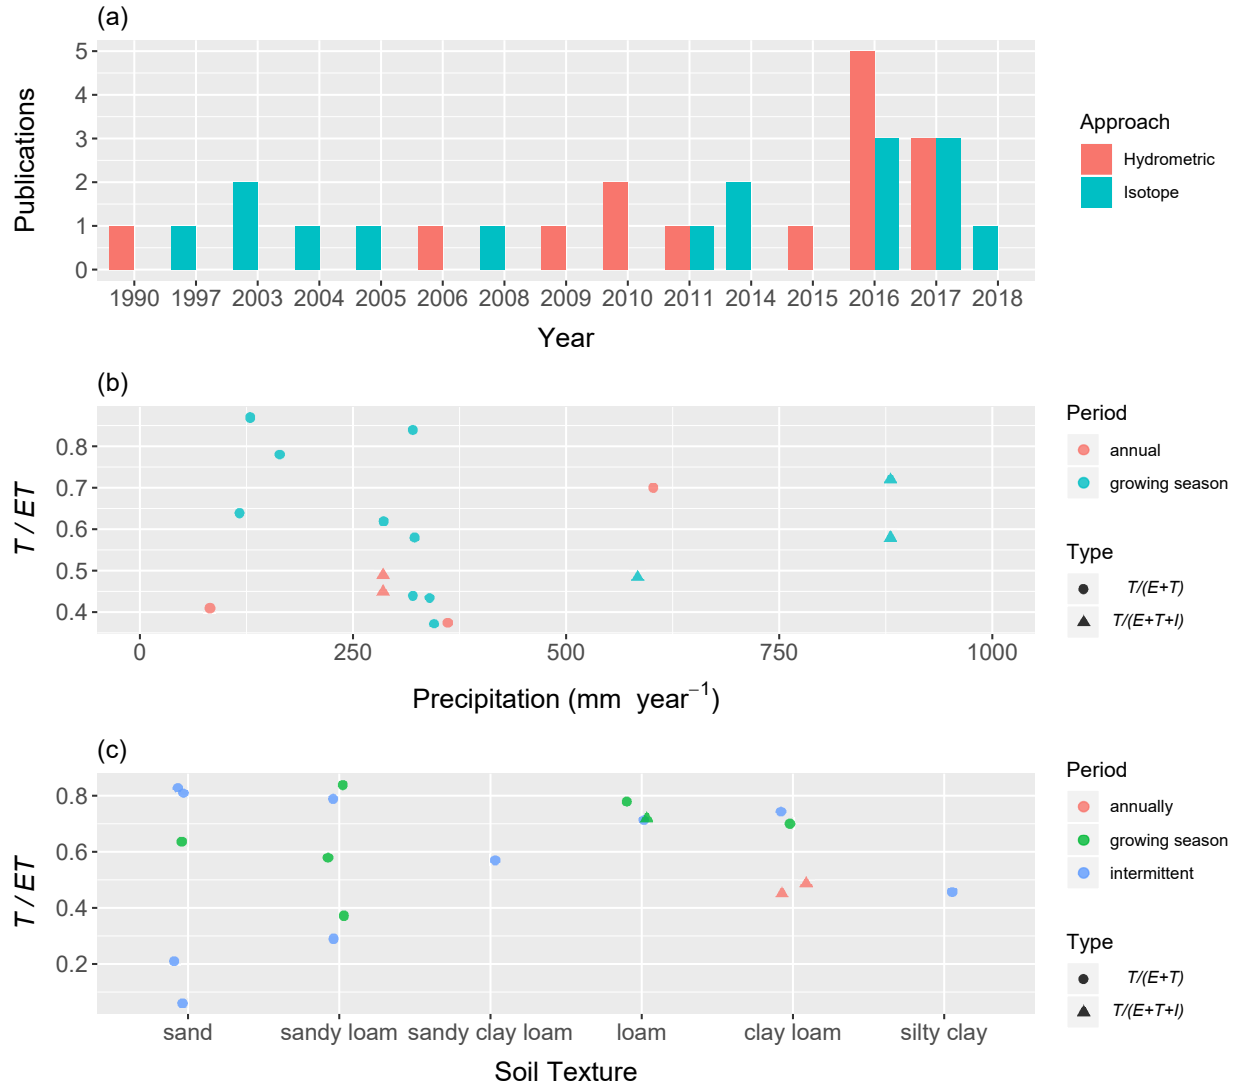 (a)
Publications
5
4
3
2
1
0
1990 1997 2003 2004 2005 2006 2008 2009 2010 2011 2014 2015 2016 2017 2018
Year
Approach
Hydrometric
Isotope
(b)
T / ET
0.8
0.7
0.6
0.5
0.4
0 250 500 750 1000
Precipitation (mm year⁻¹)
Period
annual
growing season
Type
T/(E+T)
T/(E+T+I)
(c)
T / ET
0.8
0.6
0.4
0.2
sand sandy loam sandy clay loam loam clay loam silty clay
Soil Texture
Period
annually
growing season
intermittent
Type
T/(E+T)
T/(E+T+I)